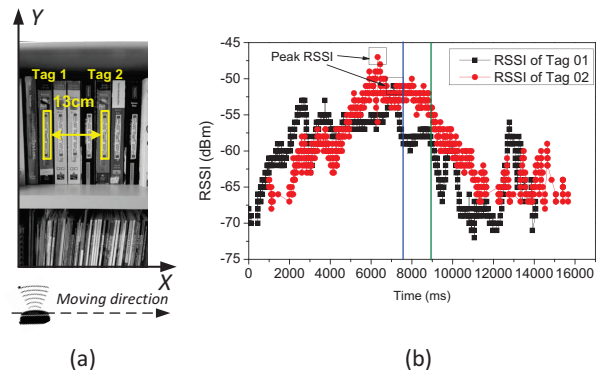 Y
Tag 1 Tag 2
13cm
X
Moving direction
(a)
-45
-50
-55
-60
-65
-70
-75
RSSI (dBm)
Peak RSSI
RSSI of Tag 01
RSSI of Tag 02
0 2000 4000 6000 8000 10000 12000 14000 16000
Time (ms)
(b)